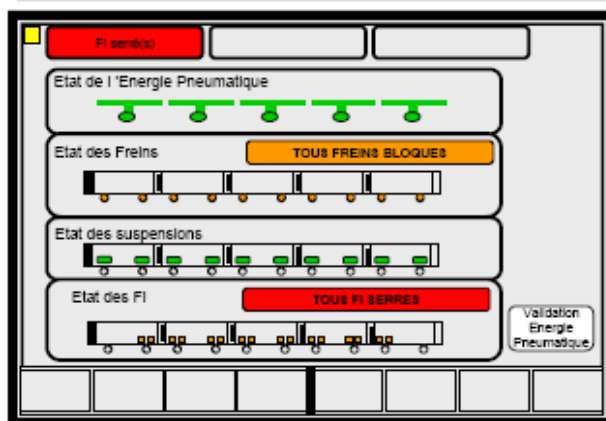 FI serré(s)
Etat de l 'Energie Pneumatique
Etat des Freins
TOUS FREINS BLOQUES
Etat des suspensions
Etat des FI
TOUS FI SERRES
Validation
Energie
Pneumatique